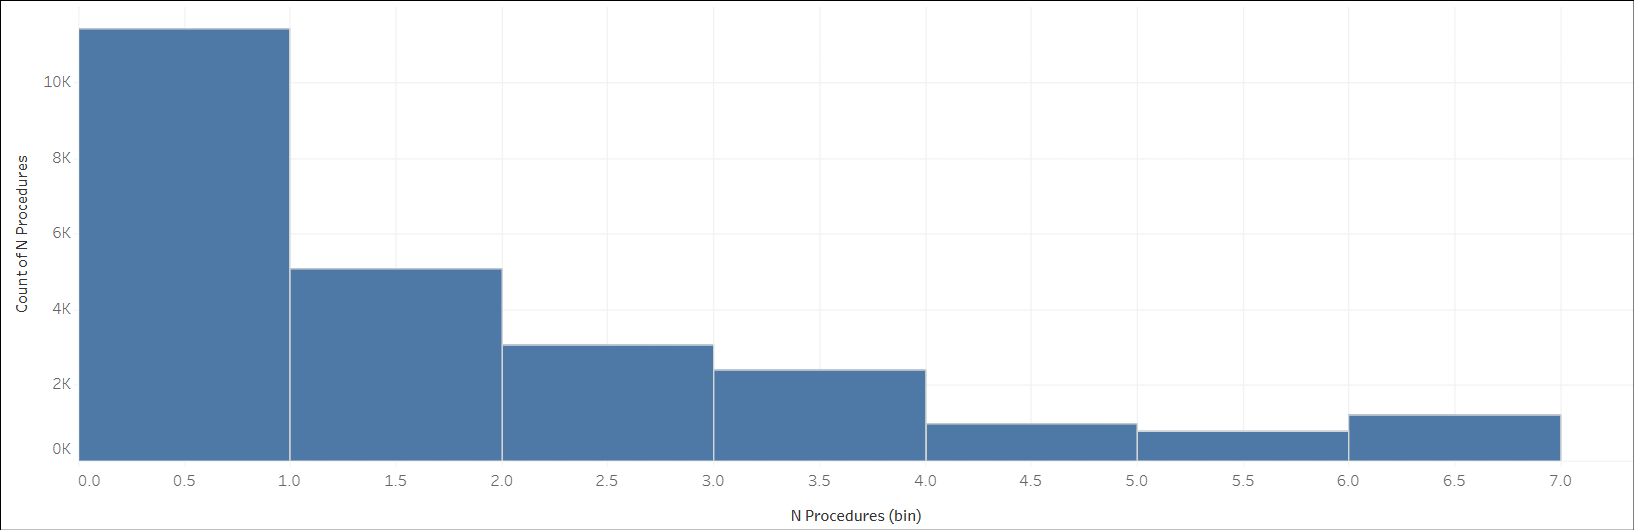 Count of N Procedures
10K
8K
6K
4K
2K
0K
0.0 0.5 1.0 1.5 2.0 2.5 3.0 3.5 4.0 4.5 5.0 5.5 6.0 6.5 7.0
N Procedures (bin)